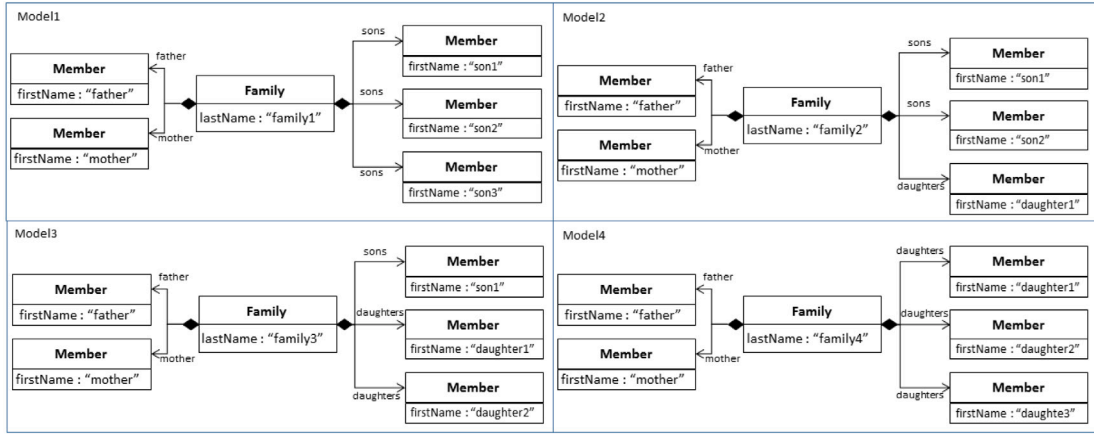 Model1
father
Member
firstName : “father”
Member
firstName : “mother”
mother
Family
lastName : “family1”
sons
Member
firstName : “son1”
sons
Member
firstName : “son2”
sons
Member
firstName : “son3”
Model2
father
Member
firstName : “father”
Member
firstName : “mother”
mother
Family
lastName : “family2”
sons
Member
firstName : “son1”
sons
Member
firstName : “son2”
daughters
Member
firstName : “daughter1”
Model3
father
Member
firstName : “father”
Member
firstName : “mother”
mother
Family
lastName : “family3”
sons
Member
firstName : “son1”
daughters
Member
firstName : “daughter1”
daughters
Member
firstName : “daughter2”
Model4
father
Member
firstName : “father”
Member
firstName : “mother”
mother
Family
lastName : “family4”
daughters
Member
firstName : “daughter1”
daughters
Member
firstName : “daughter2”
daughters
Member
firstName : “daughte3”